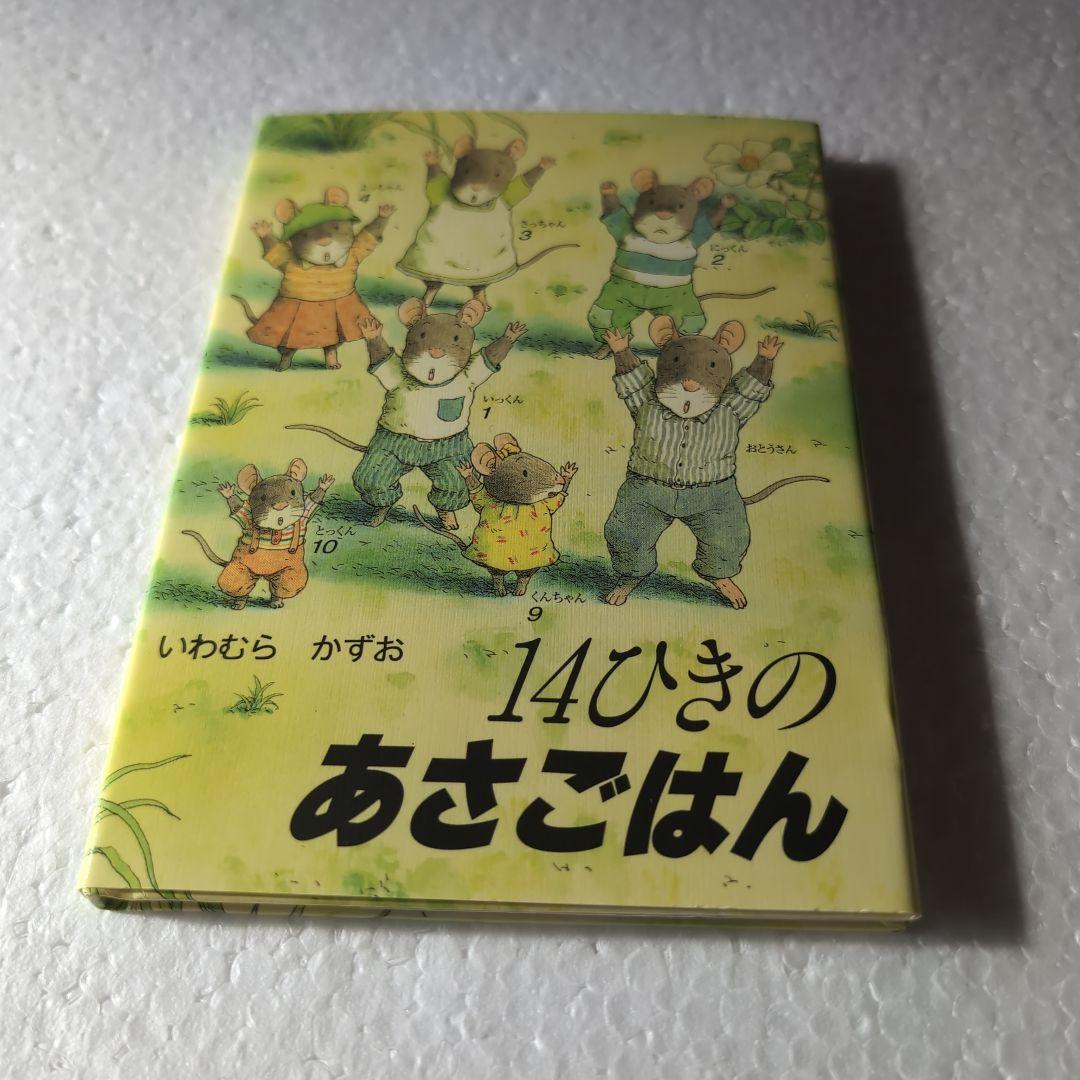 よっちゃん
4
さっちゃん
3
にっくん
2
いっくん
1
おとうさん
とっくん
10
くんちゃん
9
いわむら　かずお
14ひきの
あさごはん